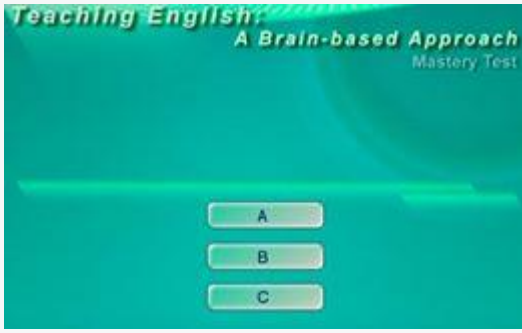 Teaching English:
A Brain-based Approach
Mastery Test
A
B
C